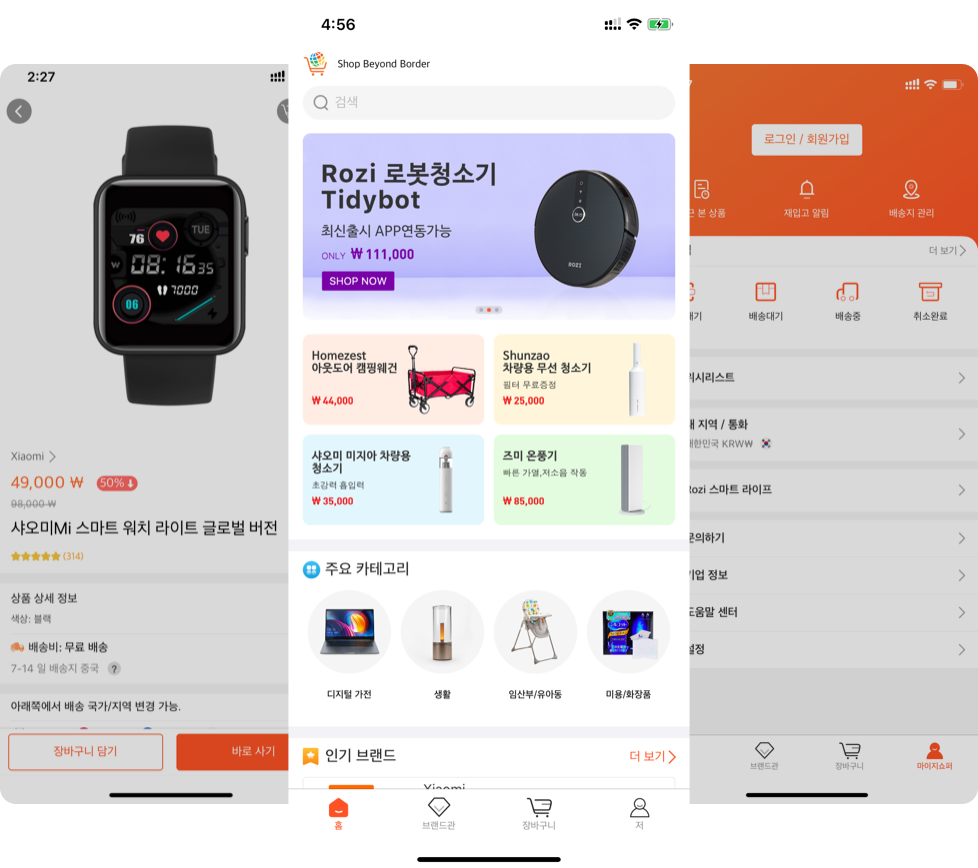 2:27
TUE
76
W
08:16 35
7000
06
Xiaomi
49,000 ₩ 50%
98,000 ₩
샤오미Mi 스마트 워치 라이트 글로벌 버전
(314)
상품 상세 정보
색상: 블랙
배송비: 무료 배송
7-14 일 배송지 중국 ?
아래쪽에서 배송 국가/지역 변경 가능.
장바구니 담기
바로 사기
4:56
Shop Beyond Border
검색
Rozi 로봇청소기
Tidybot
최신출시 APP연동가능
ONLY ₩ 111,000
SHOP NOW
ROZI
Homezest
아웃도어 캠핑웨건
₩ 44,000
Shunzao
차량용 무선 청소기
필터 무료증정
₩ 25,000
샤오미 미지아 차량용
청소기
초강력 흡입력
₩ 35,000
즈미 온풍기
빠른 가열,저소음 작동
₩ 85,000
주요 카테고리
디지털 가전
생활
임산부/유아동
미용/화장품
인기 브랜드
더 보기
Xiaomi
홈
브랜드관
장바구니
저
로그인 / 회원가입
근 본 상품
재입고 알림
배송지 관리
더 보기
대기
배송대기
배송중
취소완료
위시리스트
내 지역 / 통화
대한민국 KRW₩
Rozi 스마트 라이프
문의하기
기업 정보
도움말 센터
설정
브랜드관
장바구니
마이지쇼퍼